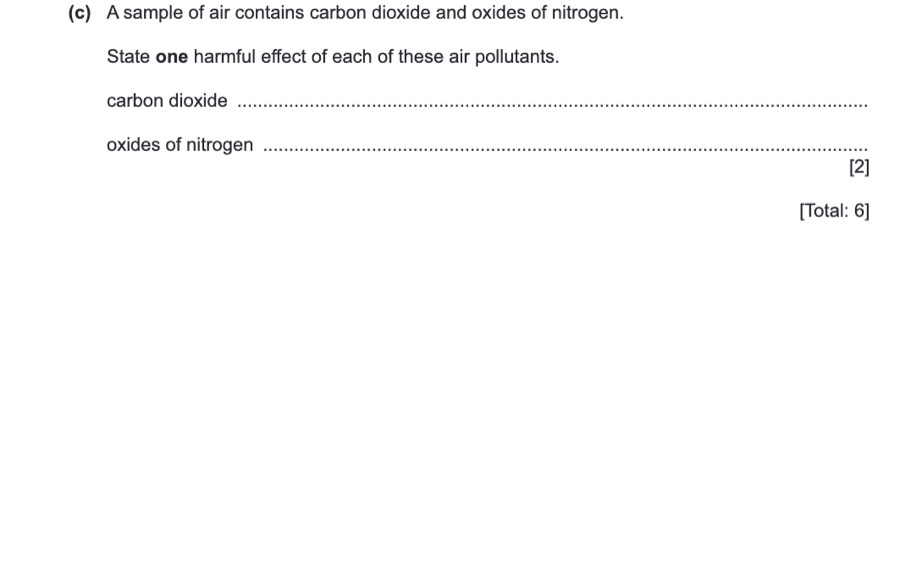 (c) A sample of air contains carbon dioxide and oxides of nitrogen.
State one harmful effect of each of these air pollutants.
carbon dioxide ..............................................................................................................................
oxides of nitrogen .........................................................................................................................
[2]
[Total: 6]